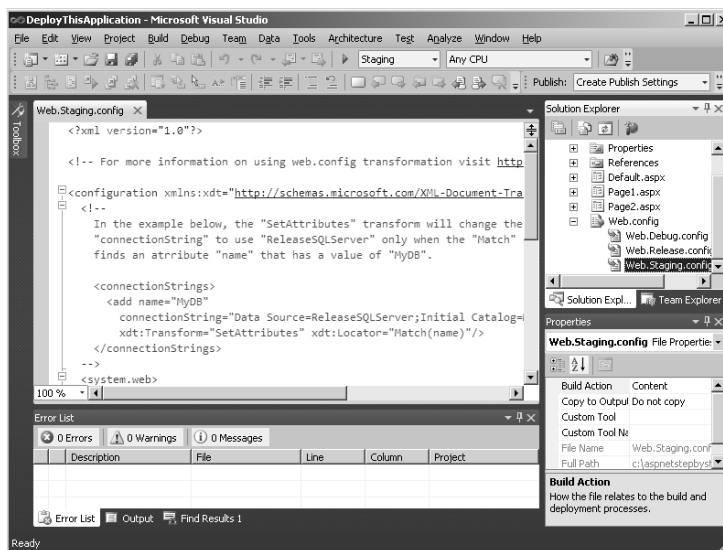 DeployThisApplication - Microsoft Visual Studio
File Edit View Project Build Debug Team Data Tools Architecture Test Analyze Window Help
Staging Any CPU
Publish: Create Publish Settings
Toolbox
Web.Staging.config
<?xml version="1.0"?>
<!-- For more information on using web.config transformation visit http
<configuration xmlns:xdt="http://schemas.microsoft.com/XML-Document-Tra
<!--
In the example below, the "SetAttributes" transform will change the
"connectionString" to use "ReleaseSQLServer" only when the "Match"
finds an atrribute "name" that has a value of "MyDB".
<connectionStrings>
<add name="MyDB"
connectionString="Data Source=ReleaseSQLServer;Initial Catalog=
xdt:Transform="SetAttributes" xdt:Locator="Match(name)"/>
</connectionStrings>
-->
<system.web>
100 %
Error List
0 Errors 0 Warnings 0 Messages
Description File Line Column Project
Error List Output Find Results 1
Ready
Solution Explorer
Properties
References
Default.aspx
Page1.aspx
Page2.aspx
Web.config
Web.Debug.config
Web.Release.config
Web.Staging.config
Solution Expl... Team Explorer
Properties
Web.Staging.config File Propertie
Build Action Content
Copy to Outpu Do not copy
Custom Tool
Custom Tool Na
File Name Web.Staging.conf
Full Path c:\aspnetstepbyst
Build Action
How the file relates to the build and
deployment processes.